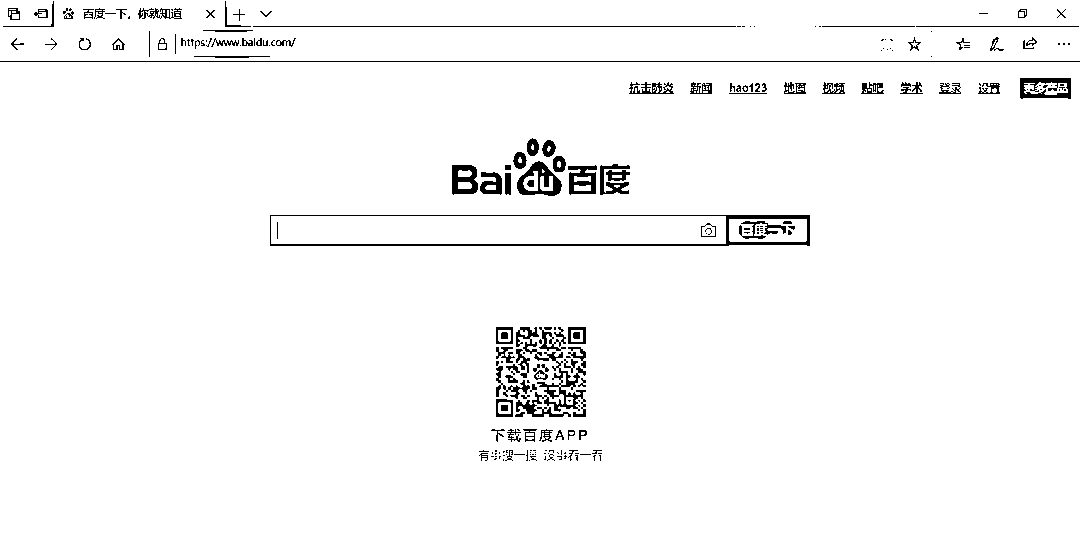 百度一下，你就知道
https://www.baidu.com/
抗击肺炎 新闻 hao123 地图 视频 贴吧 学术 登录 设置 更多产品
Bai du 百度
百度一下
下载百度APP
有事搜一搜 没事看一看